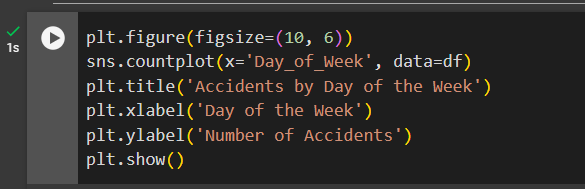 plt.figure(figsize=(10, 6))
sns.countplot(x='Day_of_Week', data=df)
plt.title('Accidents by Day of the Week')
plt.xlabel('Day of the Week')
plt.ylabel('Number of Accidents')
plt.show()
1s